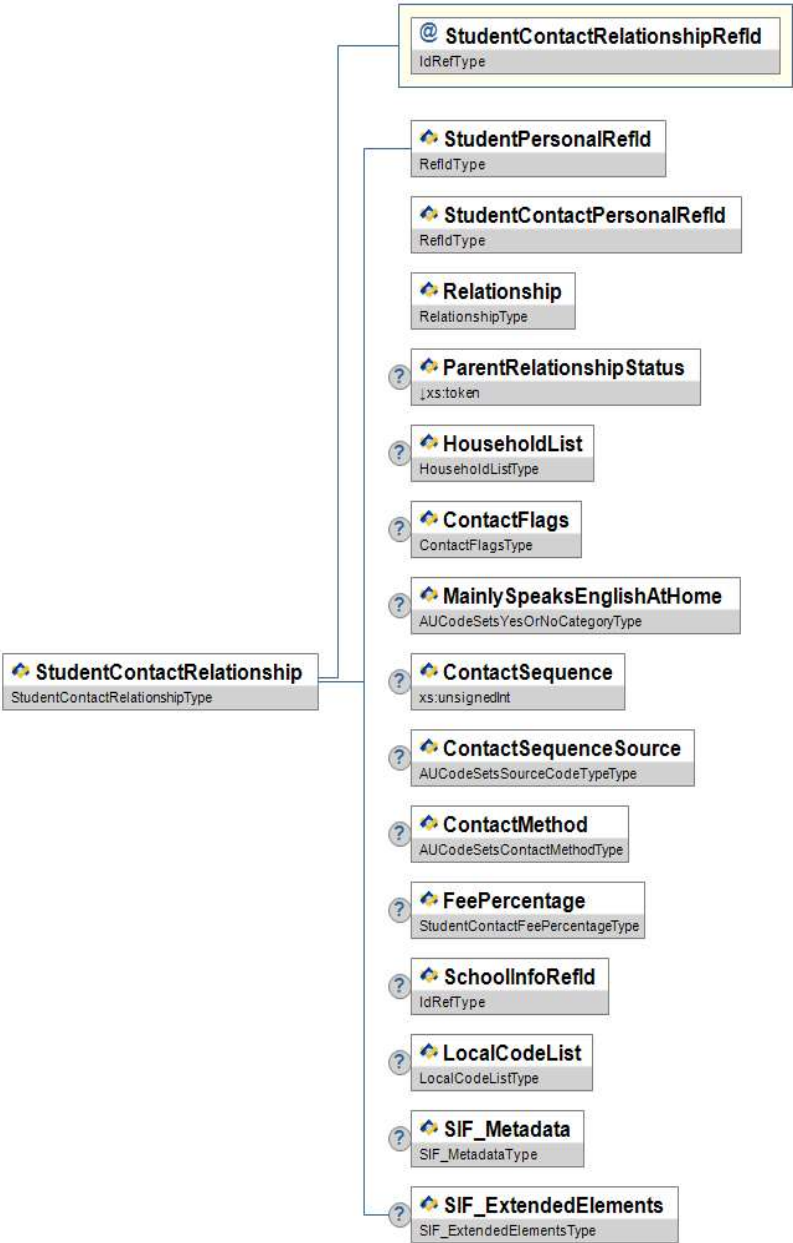 @ StudentContactRelationshipRefId
IdRefType
StudentPersonalRefId
RefIdType
StudentContactPersonalRefId
RefIdType
Relationship
RelationshipType
? ParentRelationshipStatus
↓xs:token
? HouseholdList
HouseholdListType
? ContactFlags
ContactFlagsType
? MainlySpeaksEnglishAtHome
AUCodeSetsYesOrNoCategoryType
StudentContactRelationship
StudentContactRelationshipType
? ContactSequence
xs:unsignedInt
? ContactSequenceSource
AUCodeSetsSourceCodeTypeType
? ContactMethod
AUCodeSetsContactMethodType
? FeePercentage
StudentContactFeePercentageType
? SchoolInfoRefId
IdRefType
? LocalCodeList
LocalCodeListType
? SIF_Metadata
SIF_MetadataType
? SIF_ExtendedElements
SIF_ExtendedElementsType